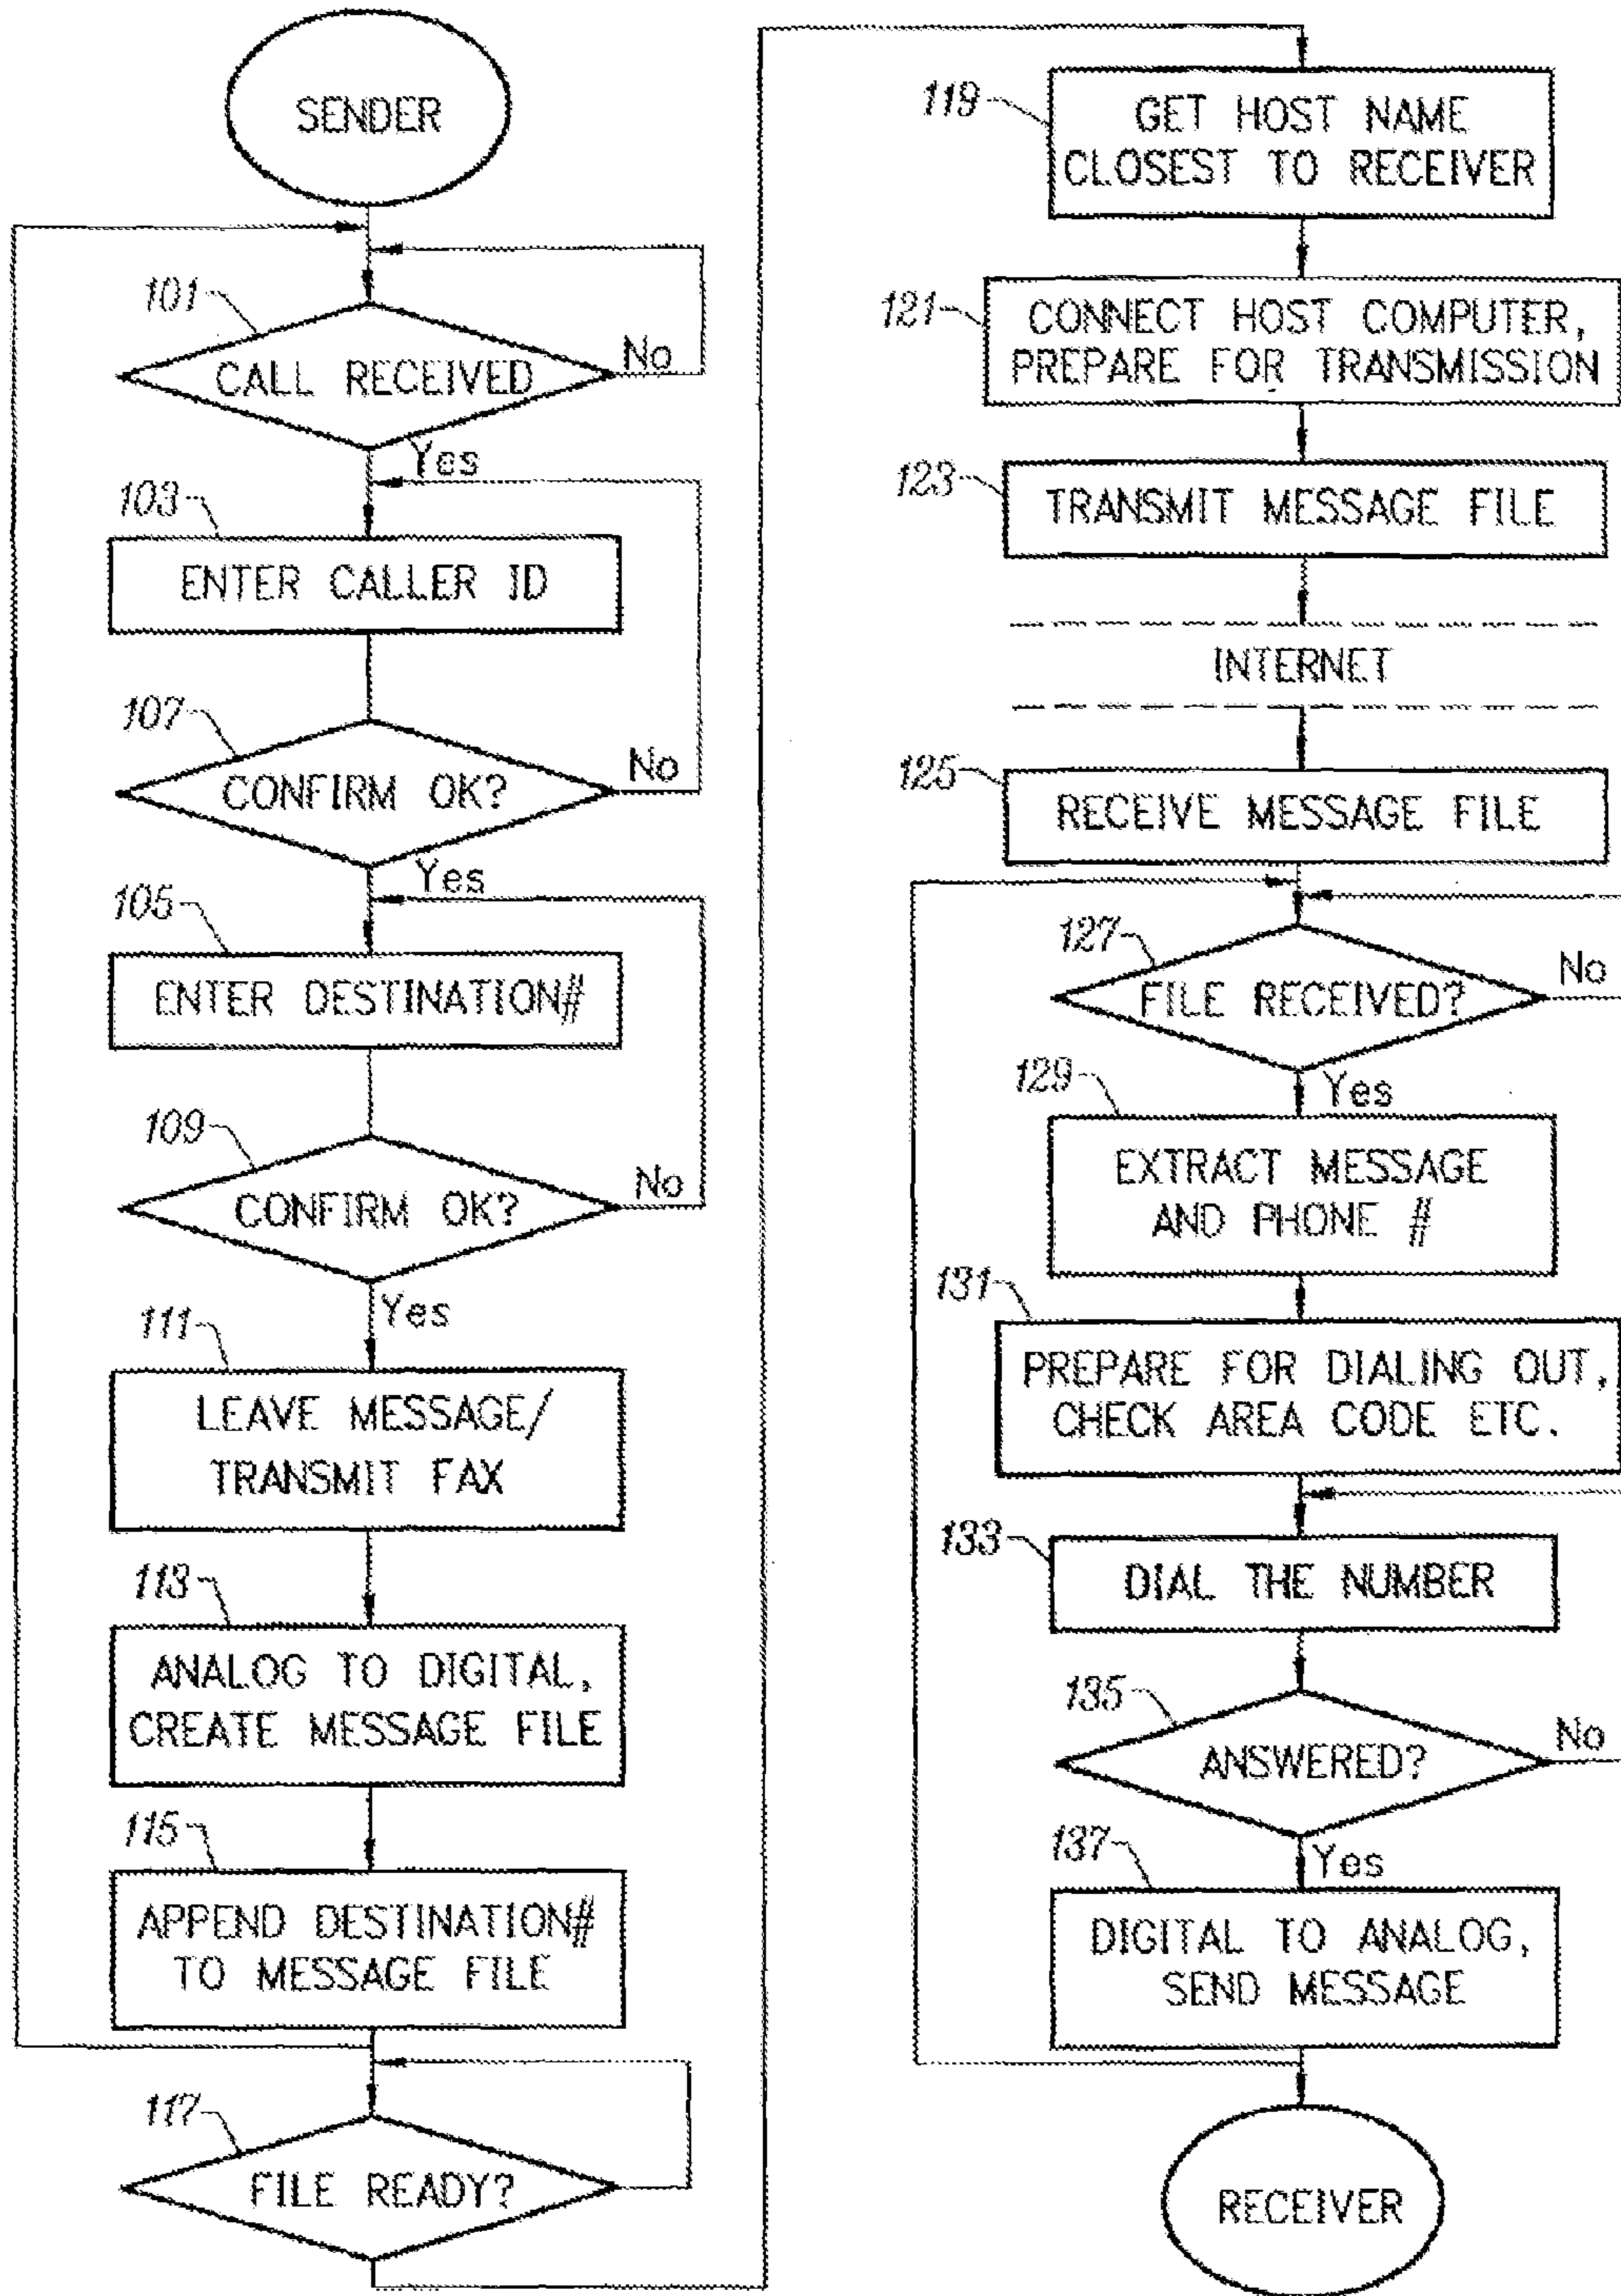 SENDER
101
CALL RECEIVED
No
Yes
103
ENTER CALLER ID
107
CONFIRM OK?
No
Yes
105
ENTER DESTINATION#
109
CONFIRM OK?
No
Yes
111
LEAVE MESSAGE/
TRANSMIT FAX
113
ANALOG TO DIGITAL,
CREATE MESSAGE FILE
115
APPEND DESTINATION#
TO MESSAGE FILE
117
FILE READY?
119
GET HOST NAME
CLOSEST TO RECEIVER
121
CONNECT HOST COMPUTER,
PREPARE FOR TRANSMISSION
123
TRANSMIT MESSAGE FILE
INTERNET
125
RECEIVE MESSAGE FILE
127
FILE RECEIVED?
No
Yes
129
EXTRACT MESSAGE
AND PHONE #
131
PREPARE FOR DIALING OUT,
CHECK AREA CODE ETC.
133
DIAL THE NUMBER
135
ANSWERED?
No
Yes
137
DIGITAL TO ANALOG,
SEND MESSAGE
RECEIVER